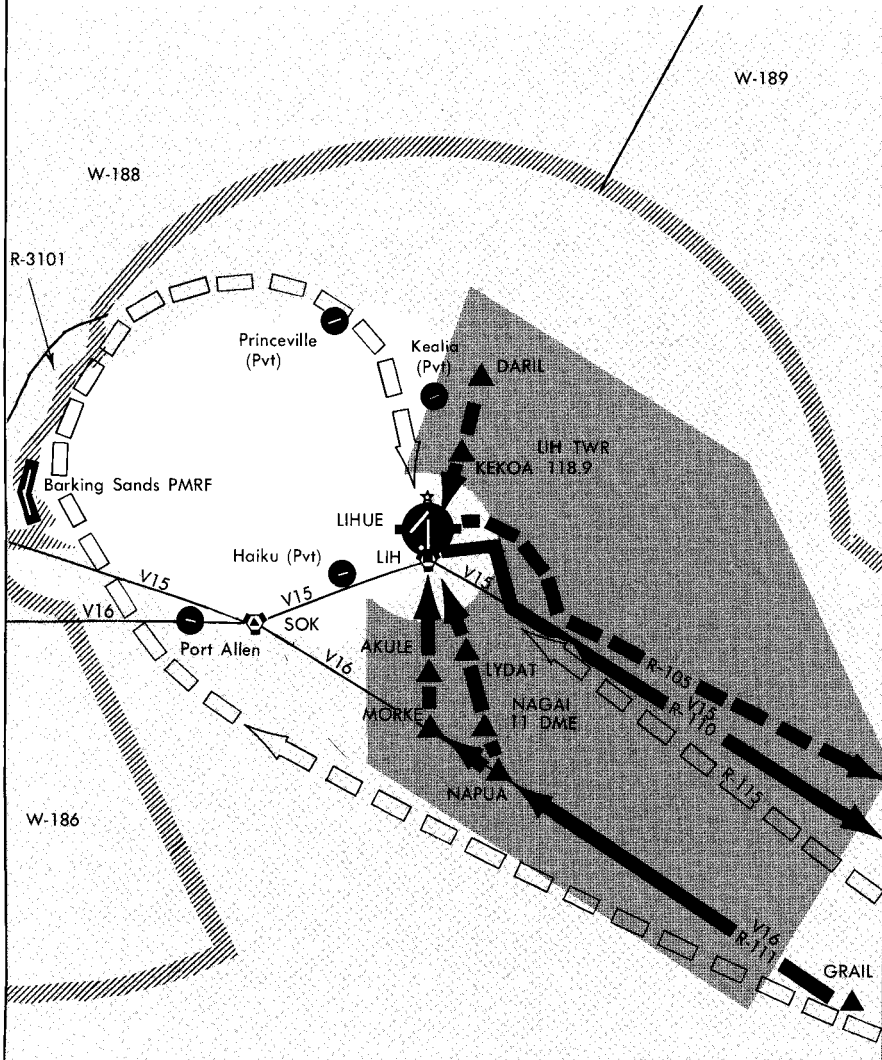 W-189
W-188
R-3101
Princeville
(Pvt)
Kealia
(Pvt)
DARIL
LIH TWR
KEKOA 118.9
Barking Sands PMRF
LIHUE
Haiku (Pvt)
LIH
V15
V15
V15
V16
SOK
Port Allen
V16
AKULE
LYDAT
R-105
V15
R-110
NAGAI
11 DME
MORKE
R-115
NAPUA
W-186
V16
R-111
GRAIL